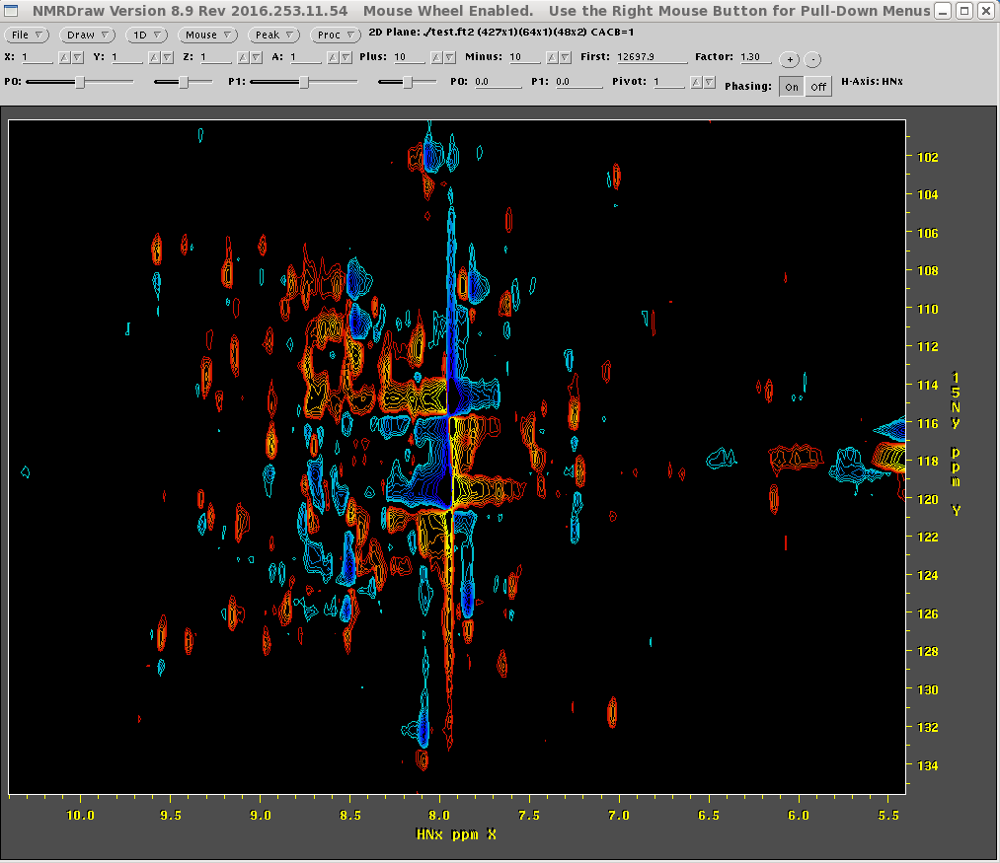 NMRDraw Version 8.9 Rev 2016.253.11.54 Mouse Wheel Enabled. Use the Right Mouse Button for Pull-Down Menus
File Draw 1D Mouse Peak Proc 2D Plane: ./test.ft2 (427x1)(64x1)(48x2) CACB=1
X: 1 Y: 1 Z: 1 A: 1 Plus: 10 Minus: 10 First: 12697.9 Factor: 1.30 + -
P0: P1: P0: 0.0 P1: 0.0 Pivot: 1 Phasing: On Off H-Axis: HNx
102
104
106
108
110
112
114
116
118
120
122
124
126
128
130
132
134
15Ny ppm Y
10.0 9.5 9.0 8.5 8.0 7.5 7.0 6.5 6.0 5.5
HNx ppm X